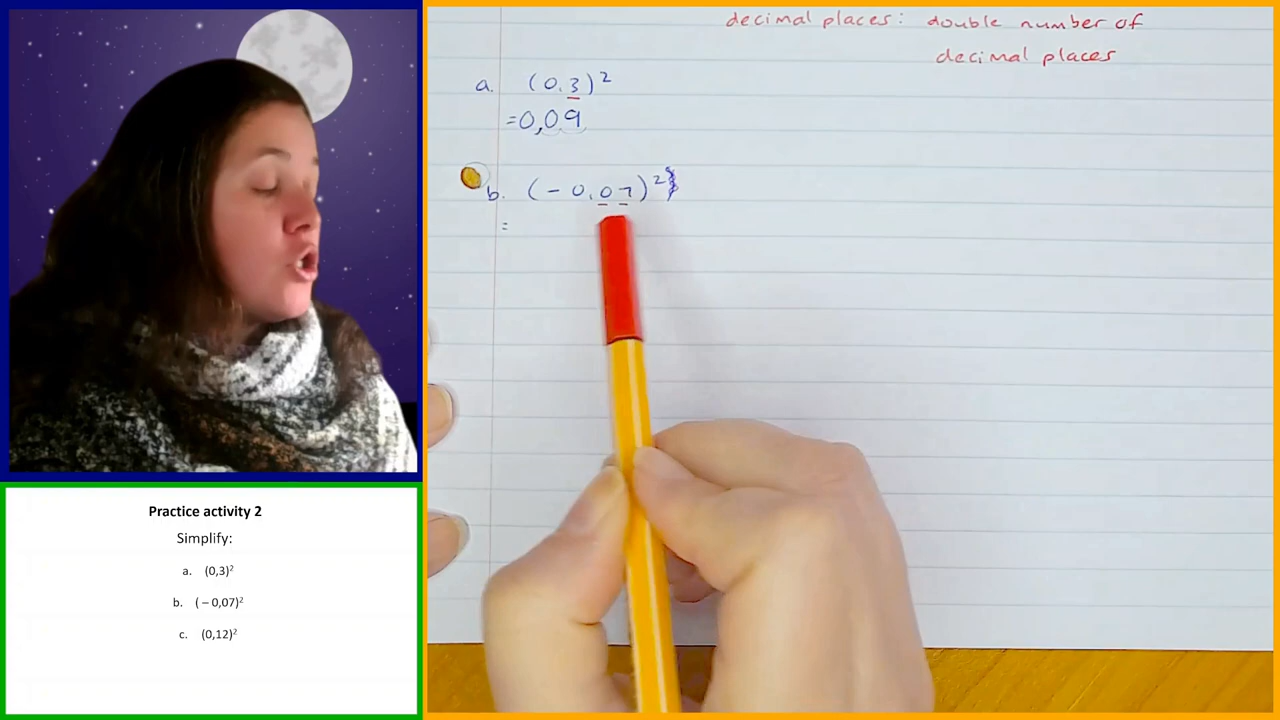 decimal places: double number of
decimal places
a. (0.3)²
=0,09
b. (-0.07)²
=
Practice activity 2
Simplify:
a. (0,3)²
b. (–0,07)²
c. (0,12)²